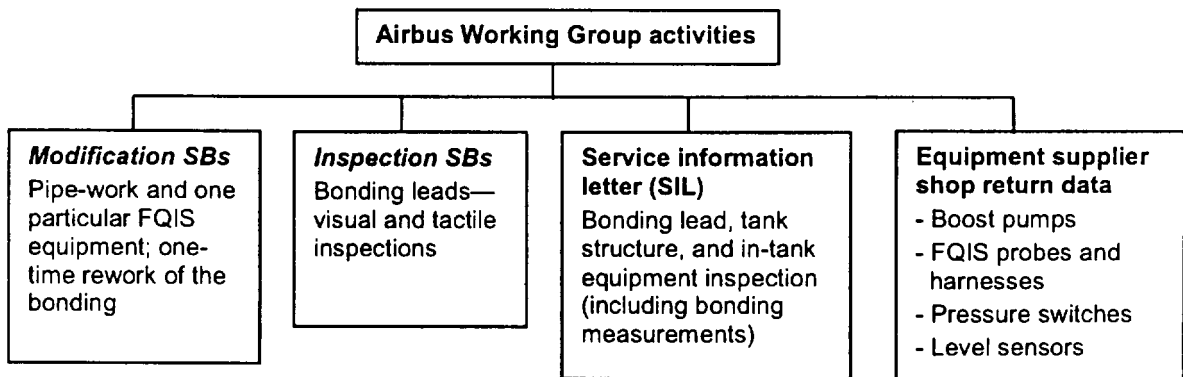 Airbus Working Group activities
Modification SBs
Pipe-work and one
particular FQIS
equipment; one-
time rework of the
bonding
Inspection SBs
Bonding leads—
visual and tactile
inspections
Service information
letter (SIL)
Bonding lead, tank
structure, and in-tank
equipment inspection
(including bonding
measurements)
Equipment supplier
shop return data
- Boost pumps
- FQIS probes and
harnesses
- Pressure switches
- Level sensors